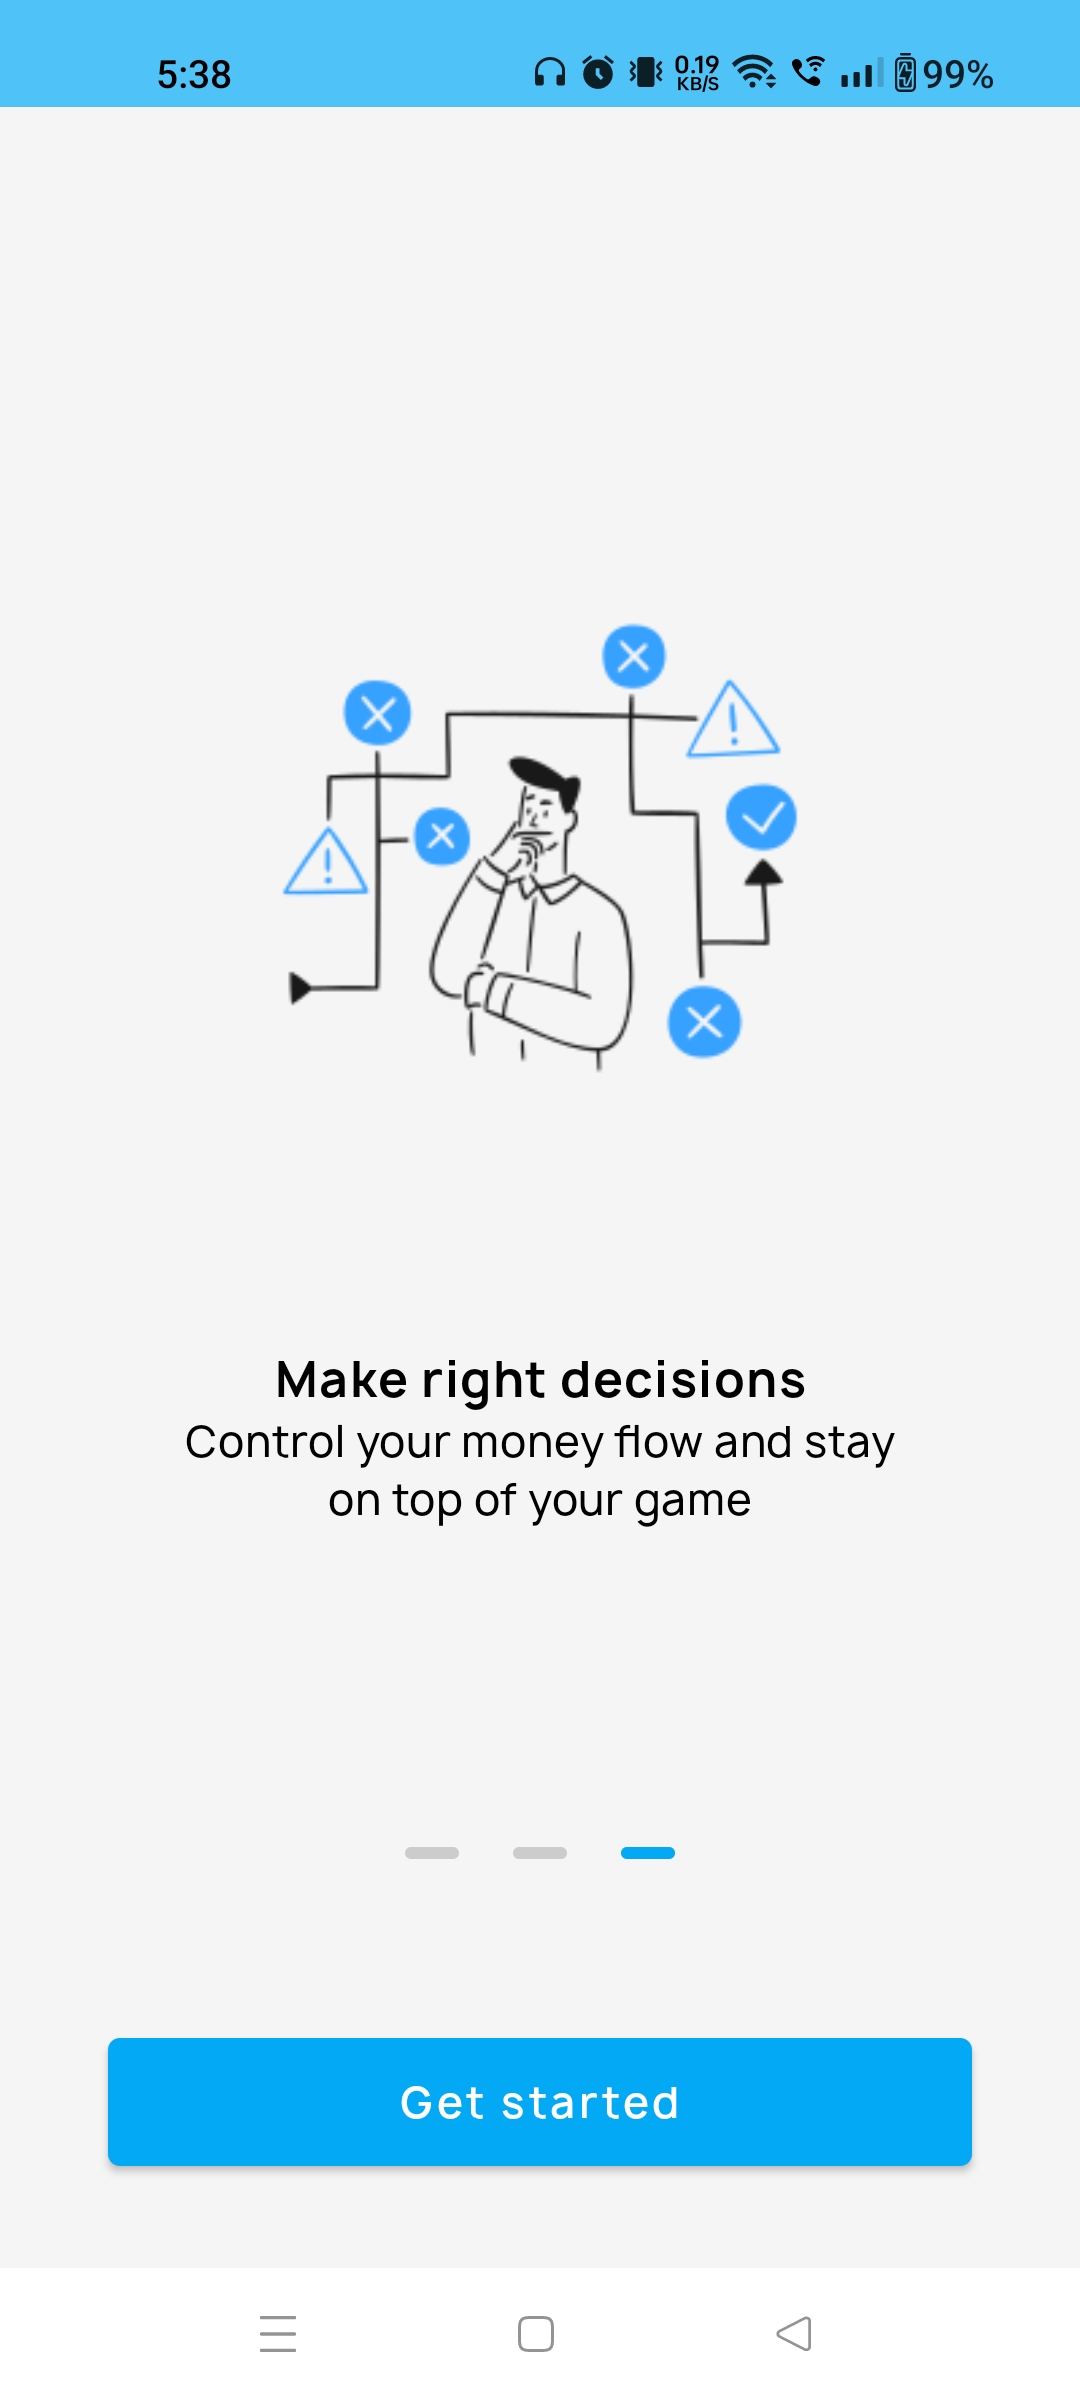 5:38
0.19
KB/S
99%
Make right decisions
Control your money flow and stay
on top of your game
Get started